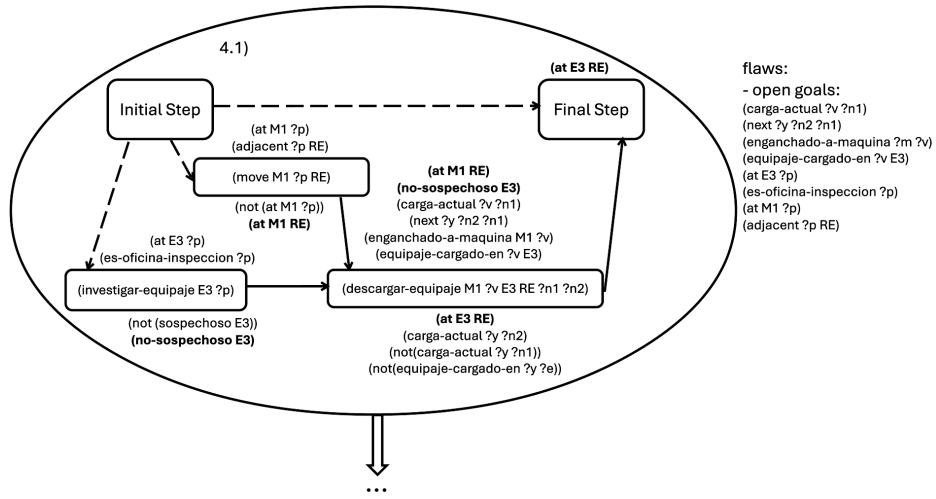 4.1)
(at E3 RE)
Initial Step
Final Step
(at M1 ?p)
(adjacent ?p RE)
(move M1 ?p RE)
(not (at M1 ?p))
(at M1 RE)
(at M1 RE)
(no-sospechoso E3)
(carga-actual ?v ?n1)
(next ?y ?n2 ?n1)
(enganchado-a-maquina M1 ?v)
(equipaje-cargado-en ?v E3)
(at E3 ?p)
(es-oficina-inspeccion ?p)
(investigar-equipaje E3 ?p)
(not (sospechoso E3))
(no-sospechoso E3)
(descargar-equipaje M1 ?v E3 RE ?n1 ?n2)
(at E3 RE)
(carga-actual ?y ?n2)
(not(carga-actual ?y ?n1))
(not(equipaje-cargado-en ?y ?e))
flaws:
- open goals:
(carga-actual ?v ?n1)
(next ?y ?n2 ?n1)
(enganchado-a-maquina ?m ?v)
(equipaje-cargado-en ?v E3)
(at E3 ?p)
(es-oficina-inspeccion ?p)
(at M1 ?p)
(adjacent ?p RE)
...